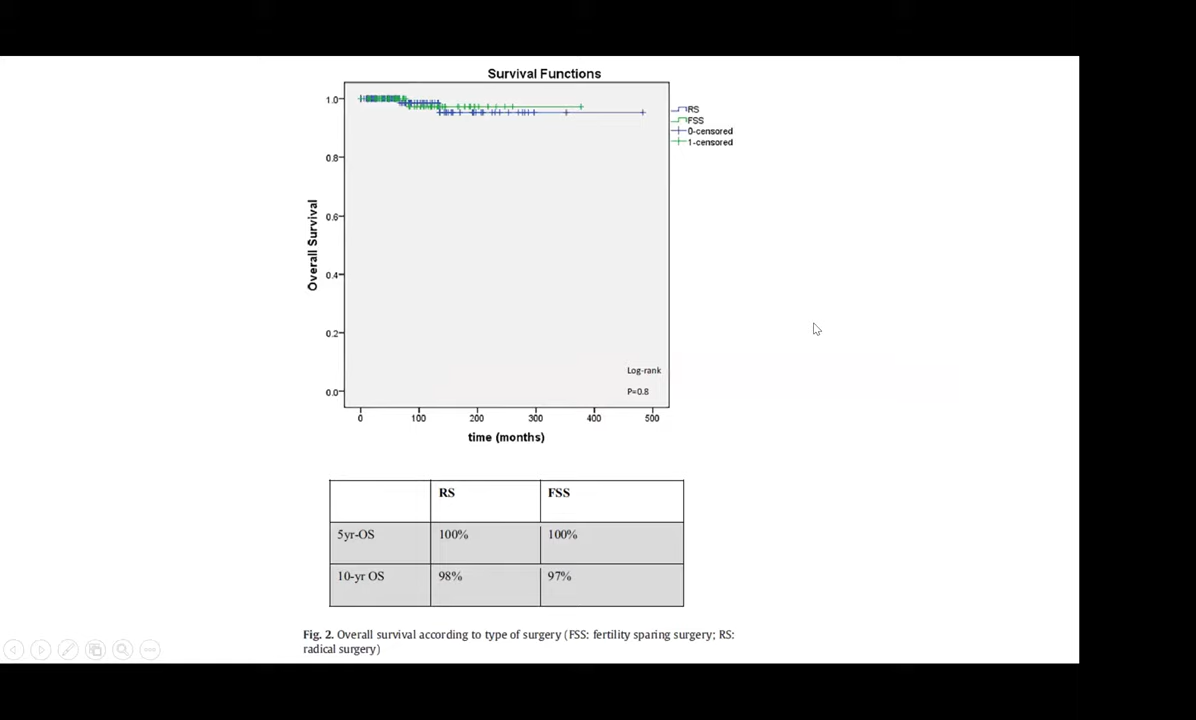 Survival Functions
1.0
0.8
0.6
0.4
0.2
0.0
Overall Survival
0 100 200 300 400 500
time (months)
RS
FSS
0-censored
1-censored
Log-rank
P=0.8
RS FSS
5yr-OS 100% 100%
10-yr OS 98% 97%
Fig. 2. Overall survival according to type of surgery (FSS: fertility sparing surgery; RS:
radical surgery)